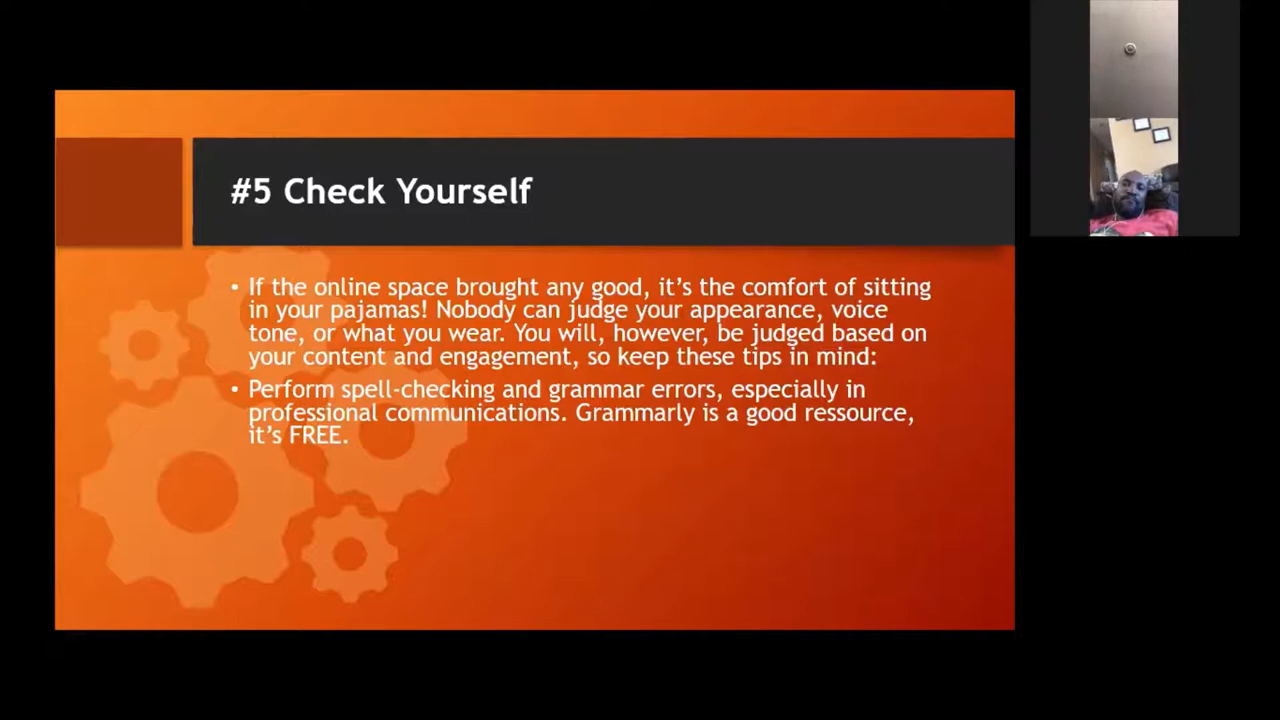 #5 Check Yourself
• If the online space brought any good, it’s the comfort of sitting
in your pajamas! Nobody can judge your appearance, voice
tone, or what you wear. You will, however, be judged based on
your content and engagement, so keep these tips in mind:
• Perform spell-checking and grammar errors, especially in
professional communications. Grammarly is a good ressource,
it’s FREE.